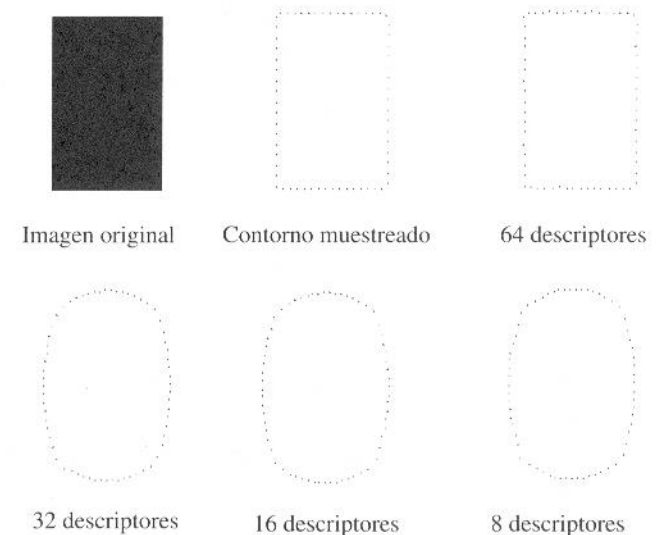 Imagen original
Contorno muestreado
64 descriptores
32 descriptores
16 descriptores
8 descriptores